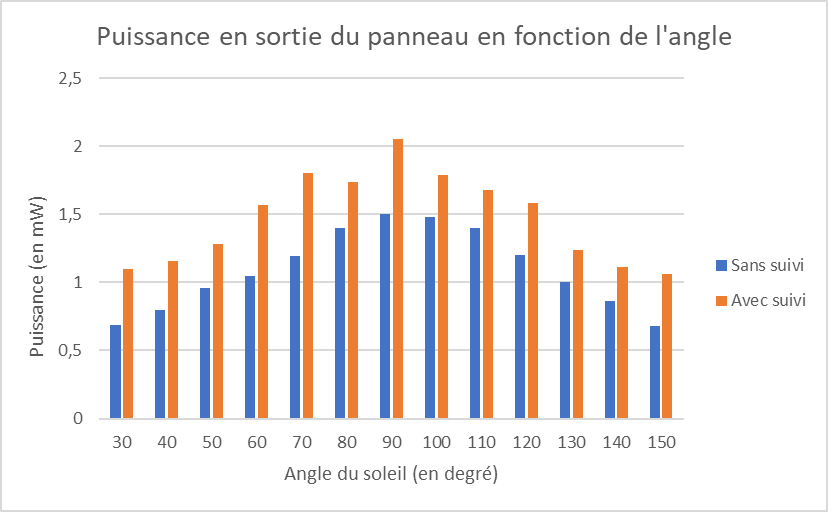 Puissance en sortie du panneau en fonction de l'angle
Puissance (en mW)
2,5
2
1,5
1
0,5
0
30 40 50 60 70 80 90 100 110 120 130 140 150
Angle du soleil (en degré)
Sans suivi
Avec suivi